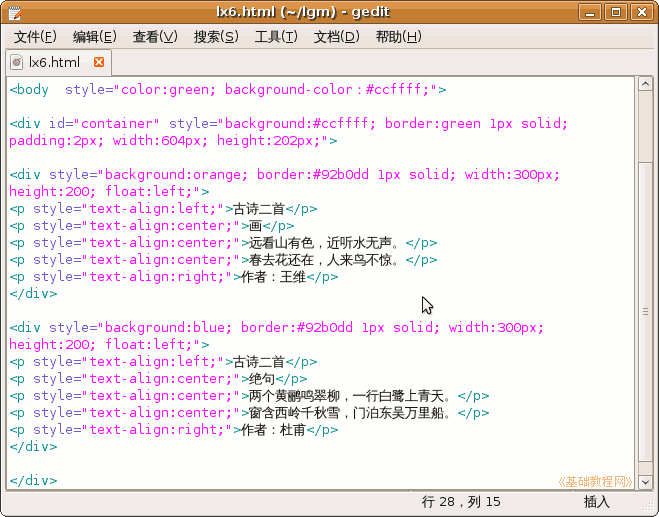 lx6.html (~/lgm) - gedit
文件(F) 编辑(E) 查看(V) 搜索(S) 工具(T) 文档(D) 帮助(H)
lx6.html
<body  style="color:green; background-color：#ccffff;">
<div id="container" style="background:#ccffff; border:green 1px solid;
padding:2px; width:604px; height:202px;">
<div style="background:orange; border:#92b0dd 1px solid; width:300px;
height:200; float:left;">
<p style="text-align:left;">古诗二首</p>
<p style="text-align:center;">画</p>
<p style="text-align:center;">远看山有色，近听水无声。</p>
<p style="text-align:center;">春去花还在，人来鸟不惊。</p>
<p style="text-align:right;">作者：王维</p>
</div>
<div style="background:blue; border:#92b0dd 1px solid; width:300px;
height:200; float:left;">
<p style="text-align:left;">古诗二首</p>
<p style="text-align:center;">绝句</p>
<p style="text-align:center;">两个黄鹂鸣翠柳，一行白鹭上青天。</p>
<p style="text-align:center;">窗含西岭千秋雪，门泊东吴万里船。</p>
<p style="text-align:right;">作者：杜甫</p>
</div>
</div>
《基础教程网》
行 28，列 15 插入